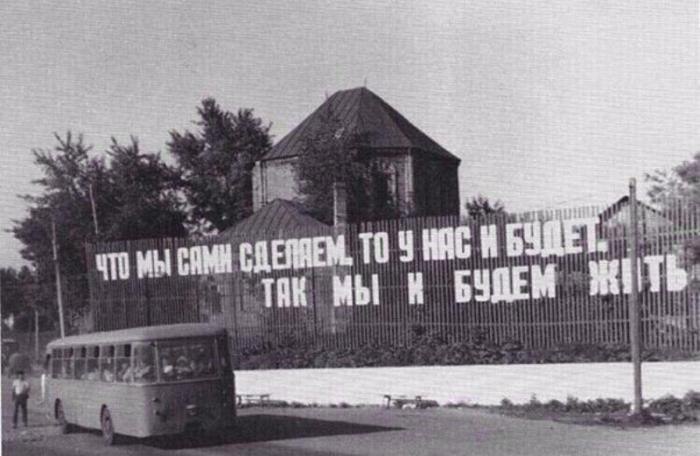 ЧТО МЫ САМИ СДЕЛАЕМ, ТО У НАС И БУДЕТ.
ТАК МЫ И БУДЕМ ЖИТЬ